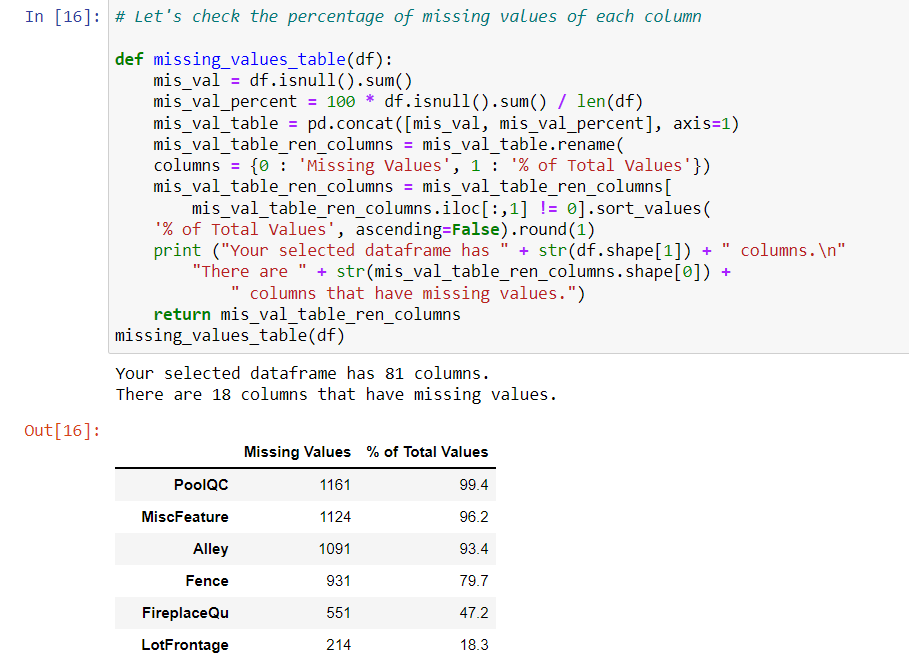 In [16]: # Let's check the percentage of missing values of each column
def missing_values_table(df):
    mis_val = df.isnull().sum()
    mis_val_percent = 100 * df.isnull().sum() / len(df)
    mis_val_table = pd.concat([mis_val, mis_val_percent], axis=1)
    mis_val_table_ren_columns = mis_val_table.rename(
    columns = {0 : 'Missing Values', 1 : '% of Total Values'})
    mis_val_table_ren_columns = mis_val_table_ren_columns[
        mis_val_table_ren_columns.iloc[:,1] != 0].sort_values(
    '% of Total Values', ascending=False).round(1)
    print ("Your selected dataframe has " + str(df.shape[1]) + " columns.\n"
        "There are " + str(mis_val_table_ren_columns.shape[0]) +
            " columns that have missing values.")
    return mis_val_table_ren_columns
missing_values_table(df)
Your selected dataframe has 81 columns.
There are 18 columns that have missing values.
Out[16]:
Missing Values % of Total Values
PoolQC 1161 99.4
MiscFeature 1124 96.2
Alley 1091 93.4
Fence 931 79.7
FireplaceQu 551 47.2
LotFrontage 214 18.3